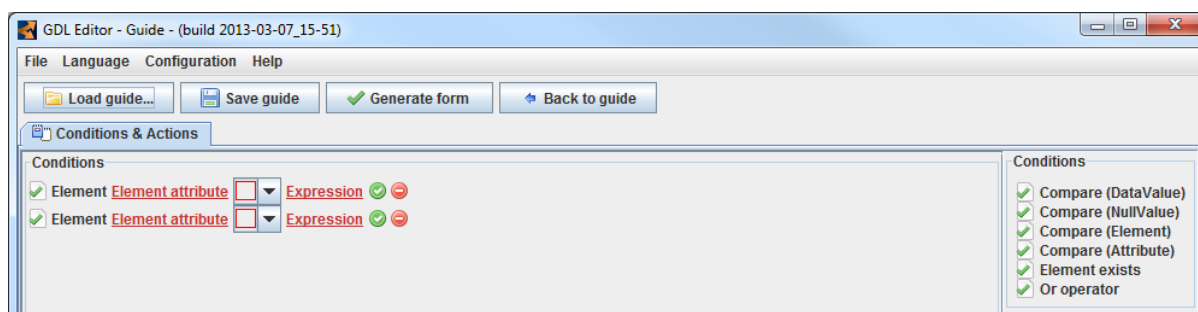 GDL Editor - Guide - (build 2013-03-07_15-51)
File Language Configuration Help
Load guide... Save guide Generate form Back to guide
Conditions & Actions
Conditions
Element Element attribute Expression
Element Element attribute Expression
Conditions
Compare (DataValue)
Compare (NullValue)
Compare (Element)
Compare (Attribute)
Element exists
Or operator